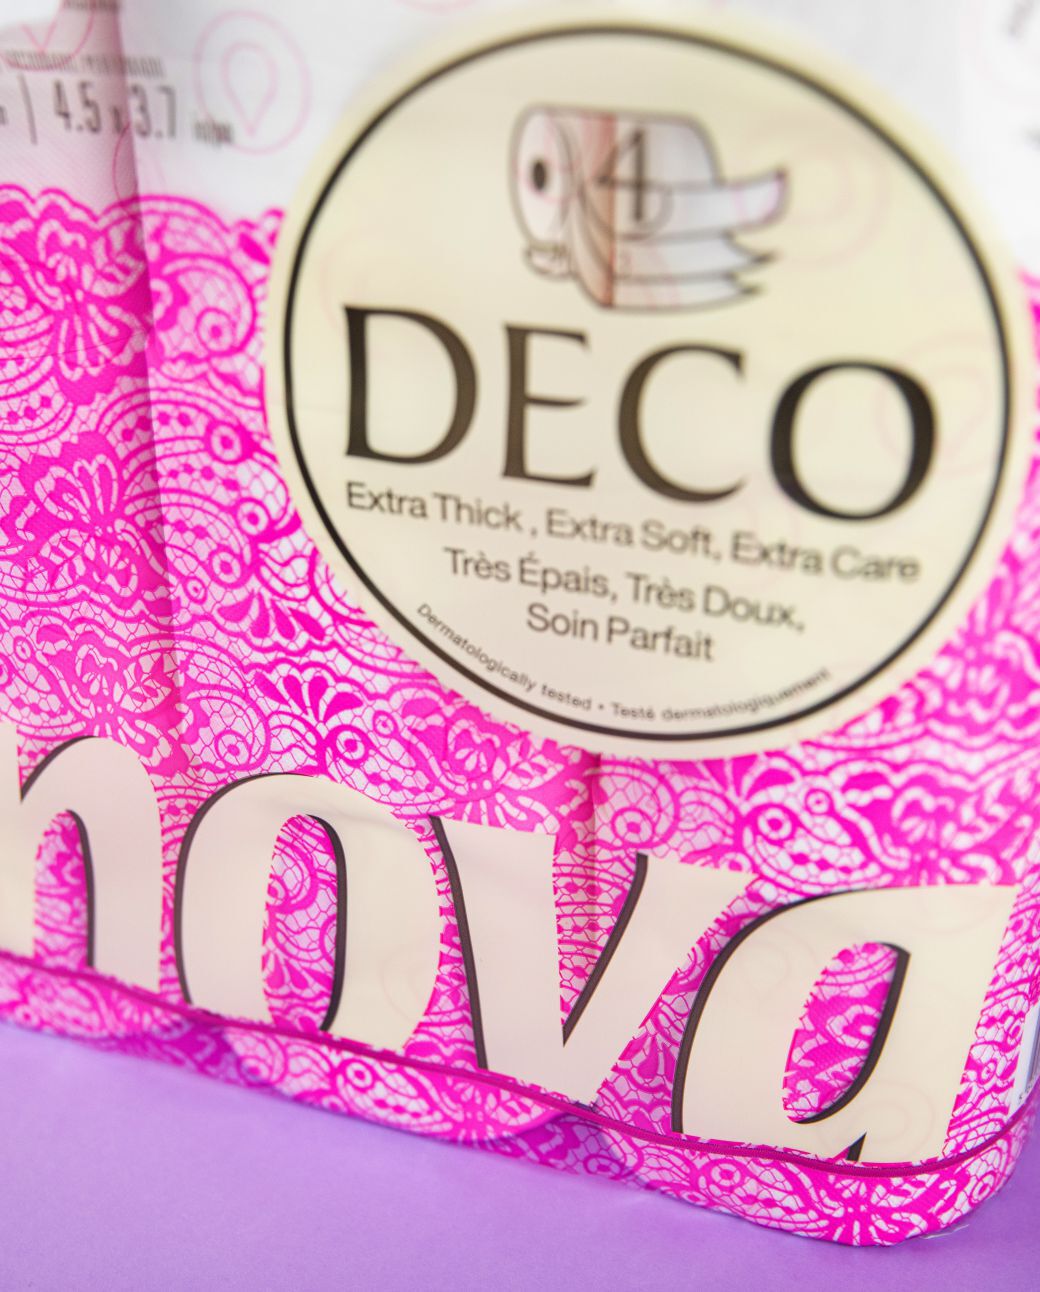 4.5 x 3.7
4
DECO
Extra Thick , Extra Soft, Extra Care
Très Épais, Très Doux,
Soin Parfait
Dermatologically tested • Testé dermatologiquement
nova